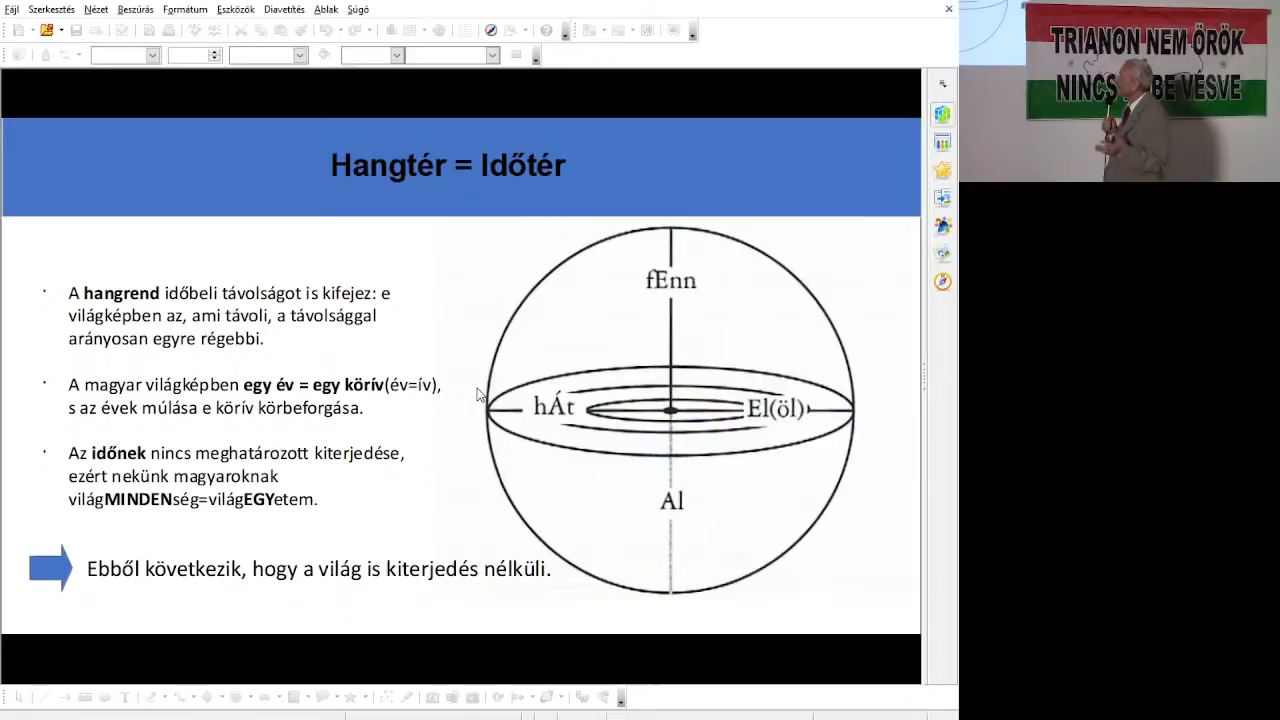 Fájl Szerkesztés Nézet Beszúrás Formátum Eszközök Diavetítés Ablak Súgó
TRIANON NEM ÖRÖK
NINCS BE VÉSVE
Hangtér = Időtér
fEnn
A hangrend időbeli távolságot is kifejez: e
világképben az, ami távoli, a távolsággal
arányosan egyre régebbi.
A magyar világképben egy év = egy körív(év=ív),
s az évek múlása e körív körbeforgása.
hÁt
El(öl)
Az időnek nincs meghatározott kiterjedése,
ezért nekünk magyaroknak
világMINDENség=világEGYetem.
Al
Ebből következik, hogy a világ is kiterjedés nélküli.